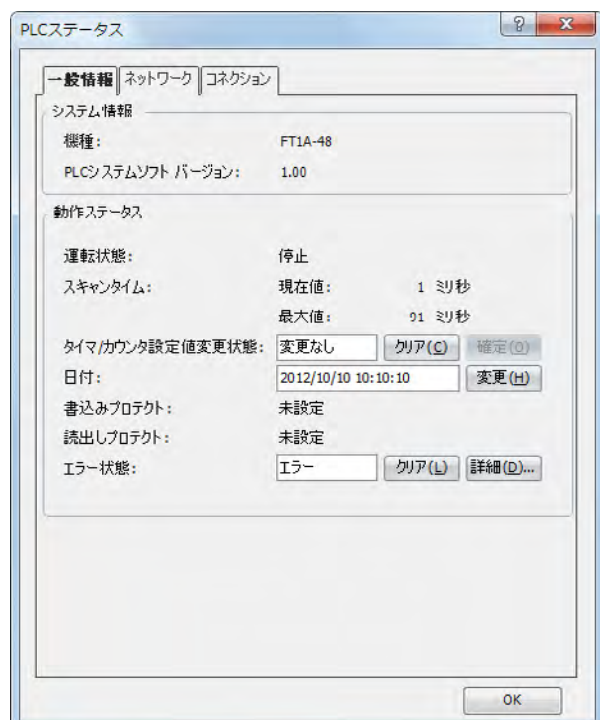 PLCステータス
一般情報 ネットワーク コネクション
システム情報
機種: FT1A-48
PLCシステムソフト バージョン: 1.00
動作ステータス
運転状態: 停止
スキャンタイム: 現在値: 1 ミリ秒
最大値: 91 ミリ秒
タイマ/カウンタ設定値変更状態: 変更なし クリア(C) 確定(O)
日付: 2012/10/10 10:10:10 変更(H)
書込みプロテクト: 未設定
読出しプロテクト: 未設定
エラー状態: エラー クリア(L) 詳細(D)...
OK